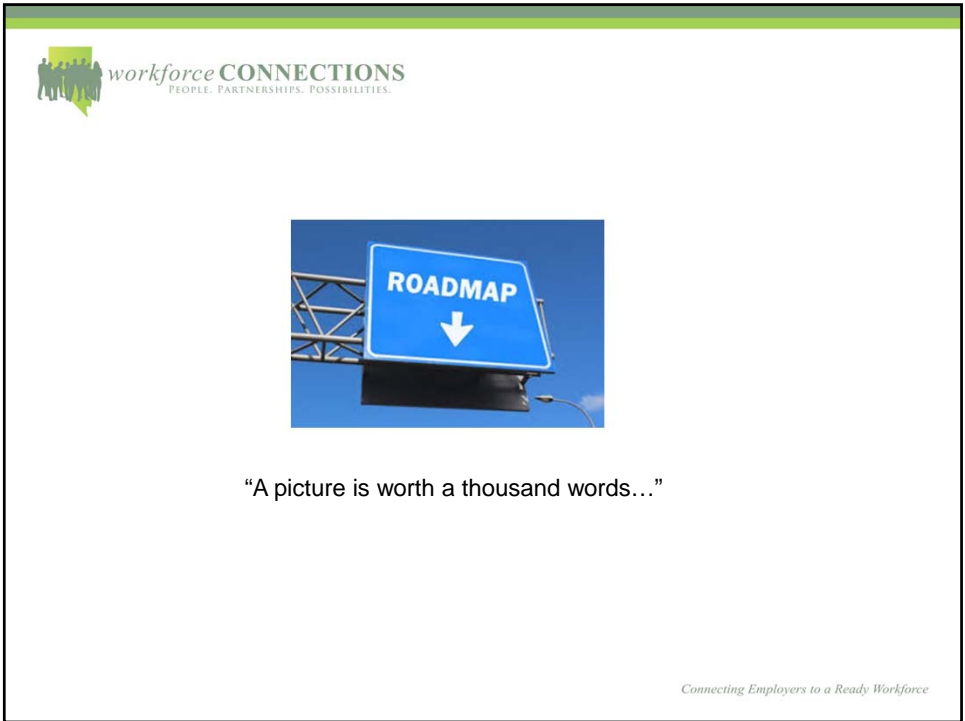 workforce CONNECTIONS
PEOPLE. PARTNERSHIPS. POSSIBILITIES.
ROADMAP
“A picture is worth a thousand words…”
Connecting Employers to a Ready Workforce